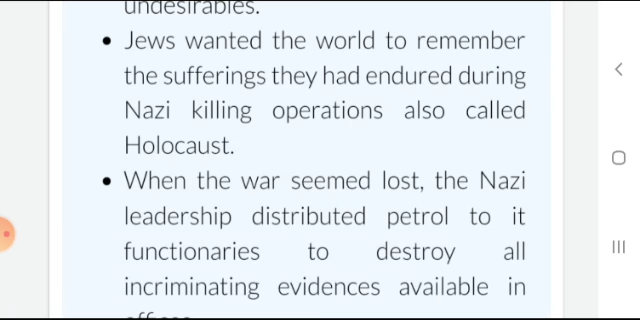 undesirables.
• Jews wanted the world to remember
the sufferings they had endured during
Nazi killing operations also called
Holocaust.
• When the war seemed lost, the Nazi
leadership distributed petrol to it
functionaries to destroy all
incriminating evidences available in